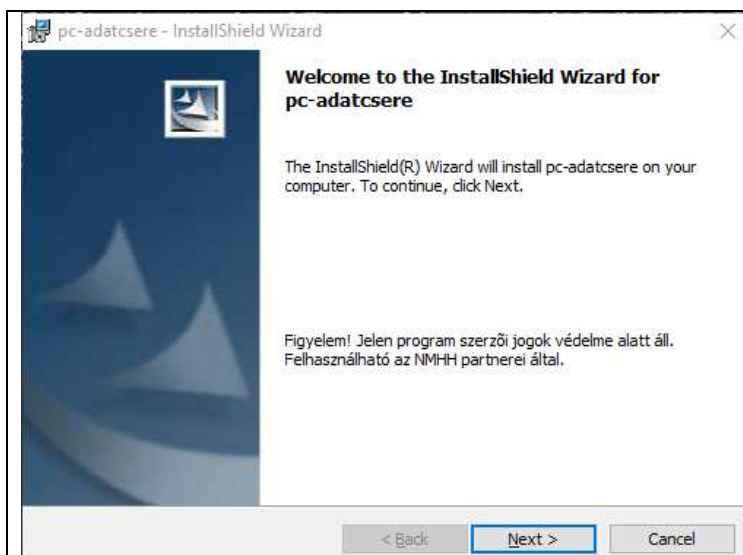 pc-adatcsere - InstallShield Wizard
Welcome to the InstallShield Wizard for
pc-adatcsere
The InstallShield(R) Wizard will install pc-adatcsere on your
computer. To continue, click Next.
Figyelem! Jelen program szerzõi jogok védelme alatt áll.
Felhasználható az NMHH partnerei által.
< Back
Next >
Cancel